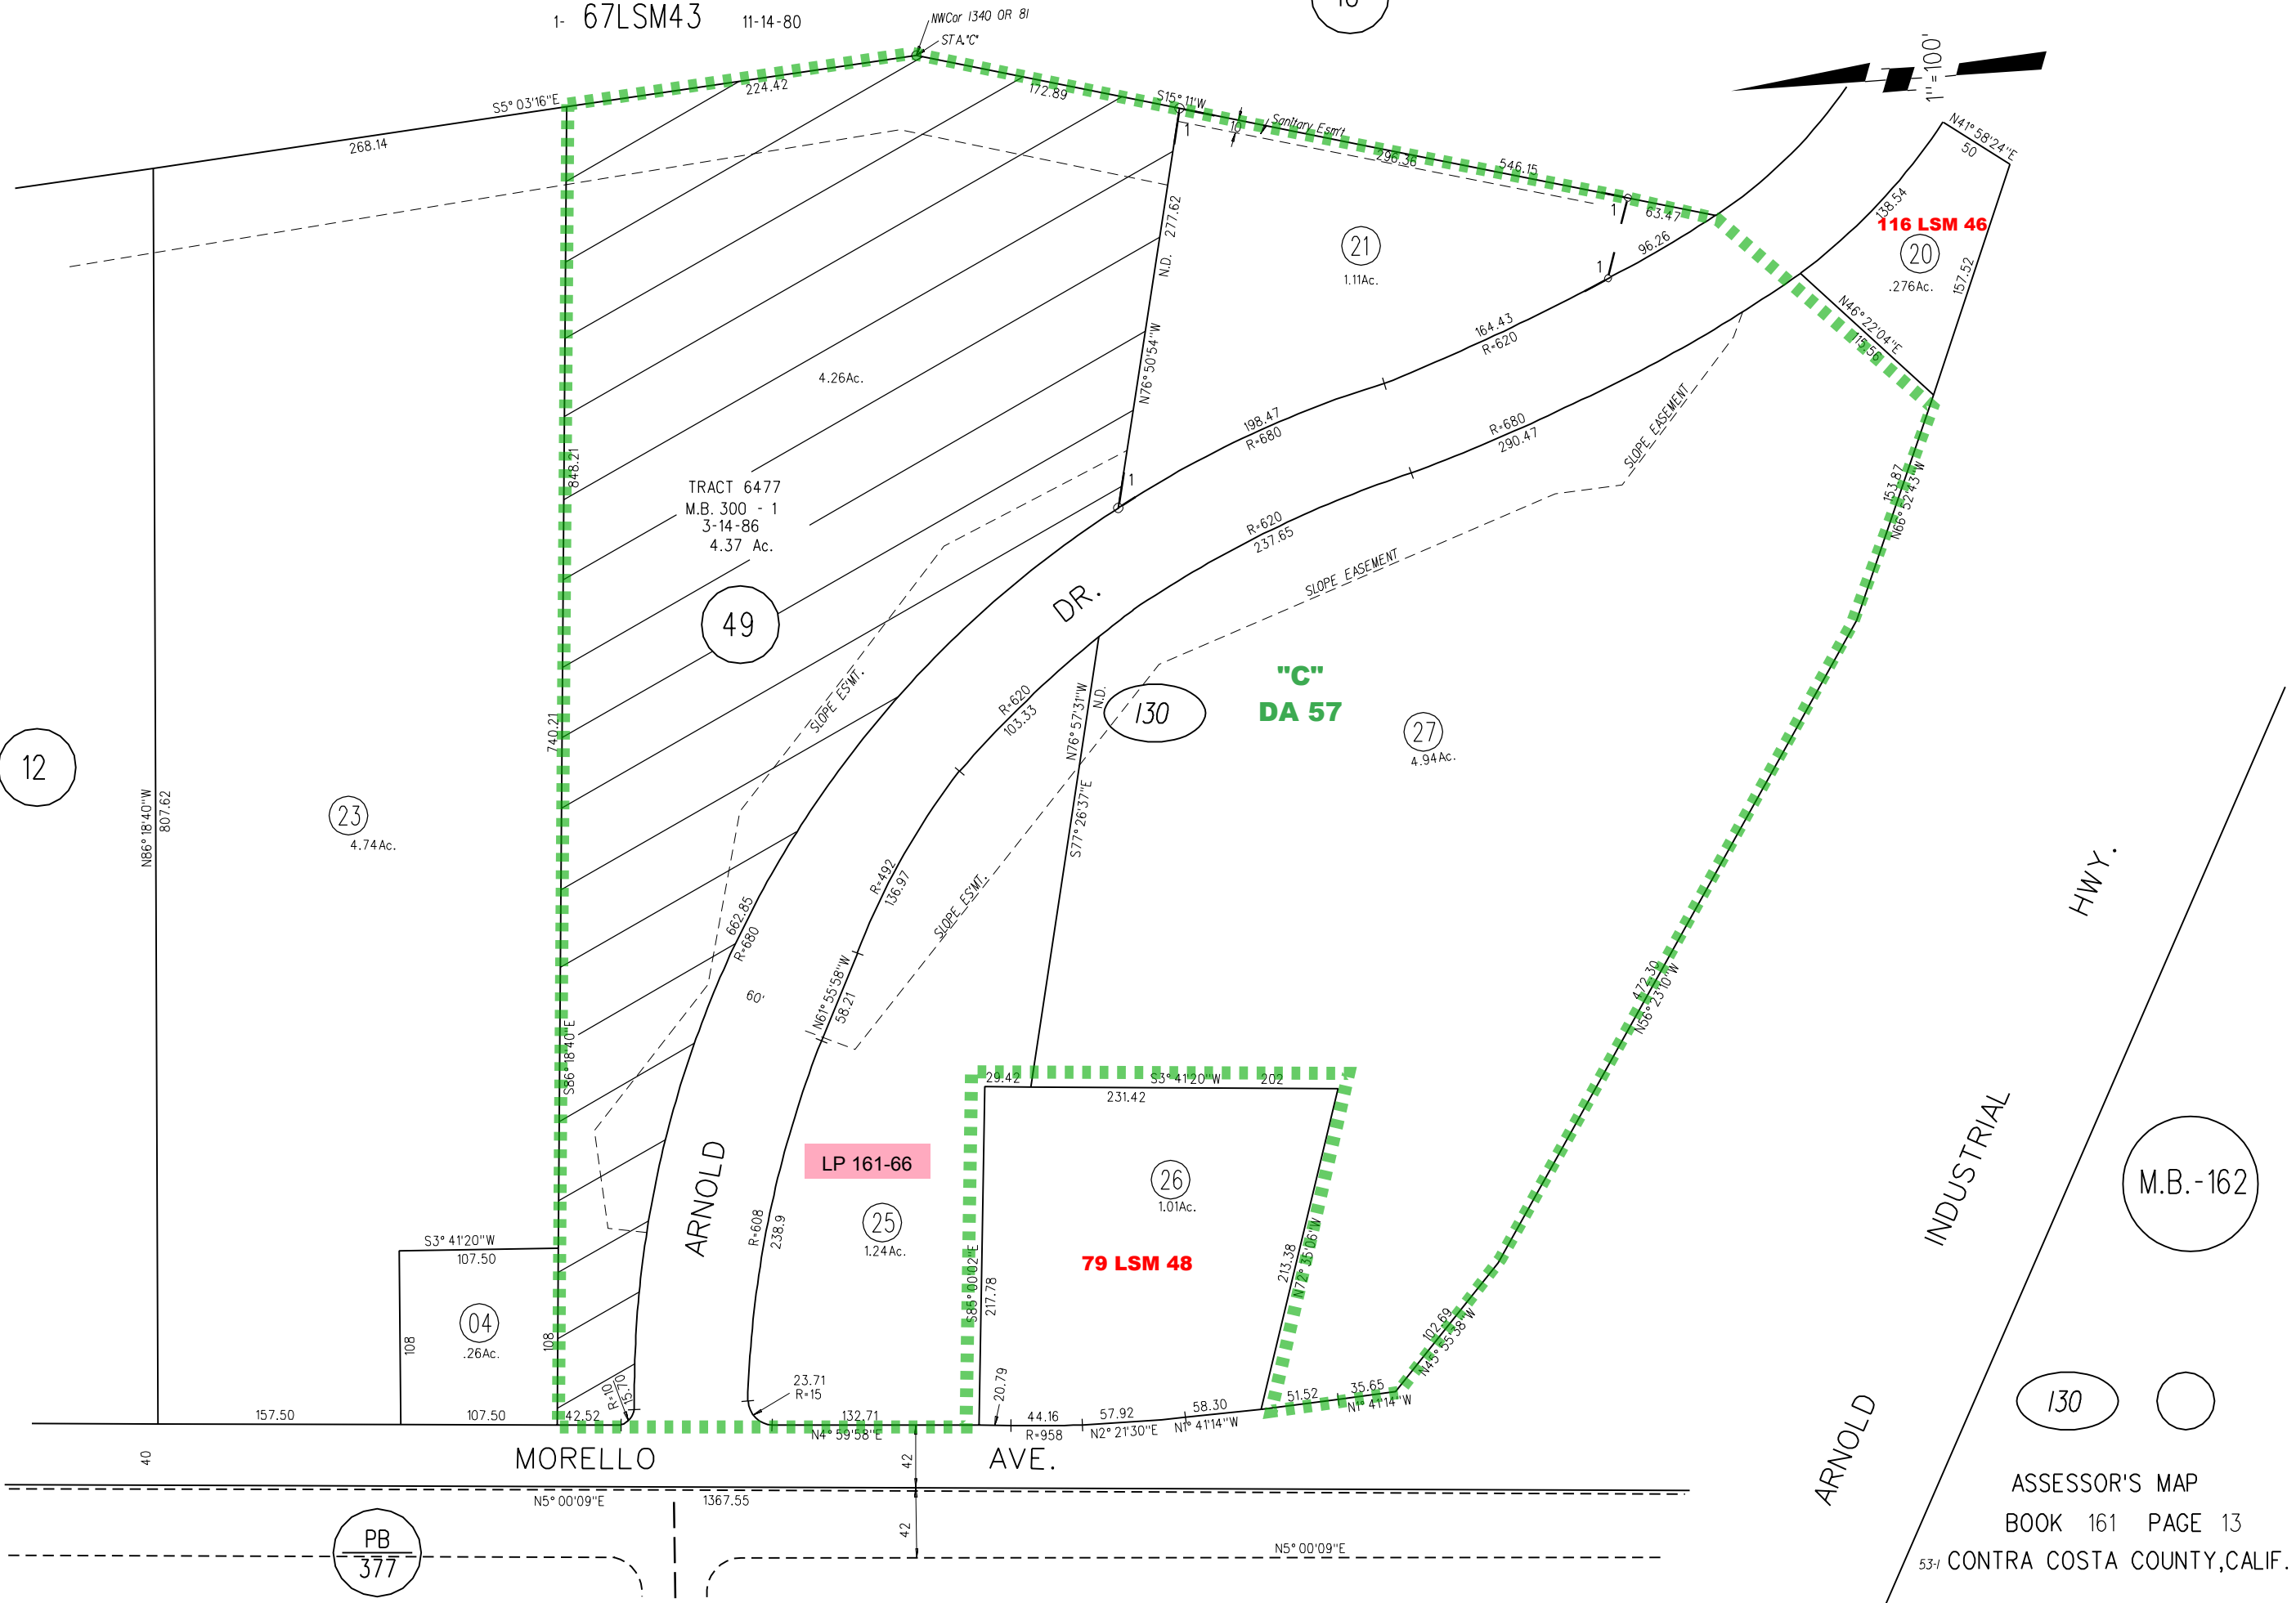 1- 67LSM43 11-14-80
NWCor 1340 OR 81
STA."C"
1"=100'
S5° 03'16"E
224.42
268.14
172.89
S15° 11'W
10
Sanitary Esm't
296.36
546.15
63.47
96.26
1
1
1
1
N41° 58'24"E
50
138.54
116 LSM 46
20
.276Ac.
157.52
N46° 22'04"E
115.56
277.62
N.D.
N76° 50'54"W
21
1.11Ac.
164.43
R=620
4.26Ac.
198.47
R=680
R=680
290.47
SLOPE EASEMENT
153.87
N66° 52'43"W
848.21
TRACT 6477
M.B. 300 - 1
3-14-86
4.37 Ac.
R=620
237.65
SLOPE EASEMENT
49
DR.
"C"
DA 57
130
27
4.94Ac.
R=620
103.33
N76° 57'31"W
N.D.
S77° 26'37"E
SLOPE ES'MT.
740.21
12
N86° 18'40"W
807.62
23
4.74Ac.
R=492
136.97
SLOPE ES'MT.
662.85
R=680
60'
N61° 55'58"W
58.21
S86° 18'40"E
472.30
N56° 23'10"W
HWY.
INDUSTRIAL
ARNOLD
29.42
S3° 41'20"W
202
231.42
LP 161-66
25
1.24Ac.
26
1.01Ac.
79 LSM 48
ARNOLD
R=608
238.9
S85° 00'02"E
217.78
213.38
N72° 35'06"W
M.B.-162
S3° 41'20"W
107.50
04
.26Ac.
108
108
R=10
15.70
23.71
R=15
20.79
102.69
N45° 55'38"W
157.50
107.50
42.52
132.71
N4° 59'58"E
44.16
R=958
57.92
N2° 21'30"E
58.30
N1° 41'14"W
51.52
35.65
N1° 41'14"W
MORELLO AVE.
40
42
N5° 00'09"E
1367.55
42
N5° 00'09"E
PB
377
130
ASSESSOR'S MAP
BOOK 161 PAGE 13
53-1 CONTRA COSTA COUNTY,CALIF.